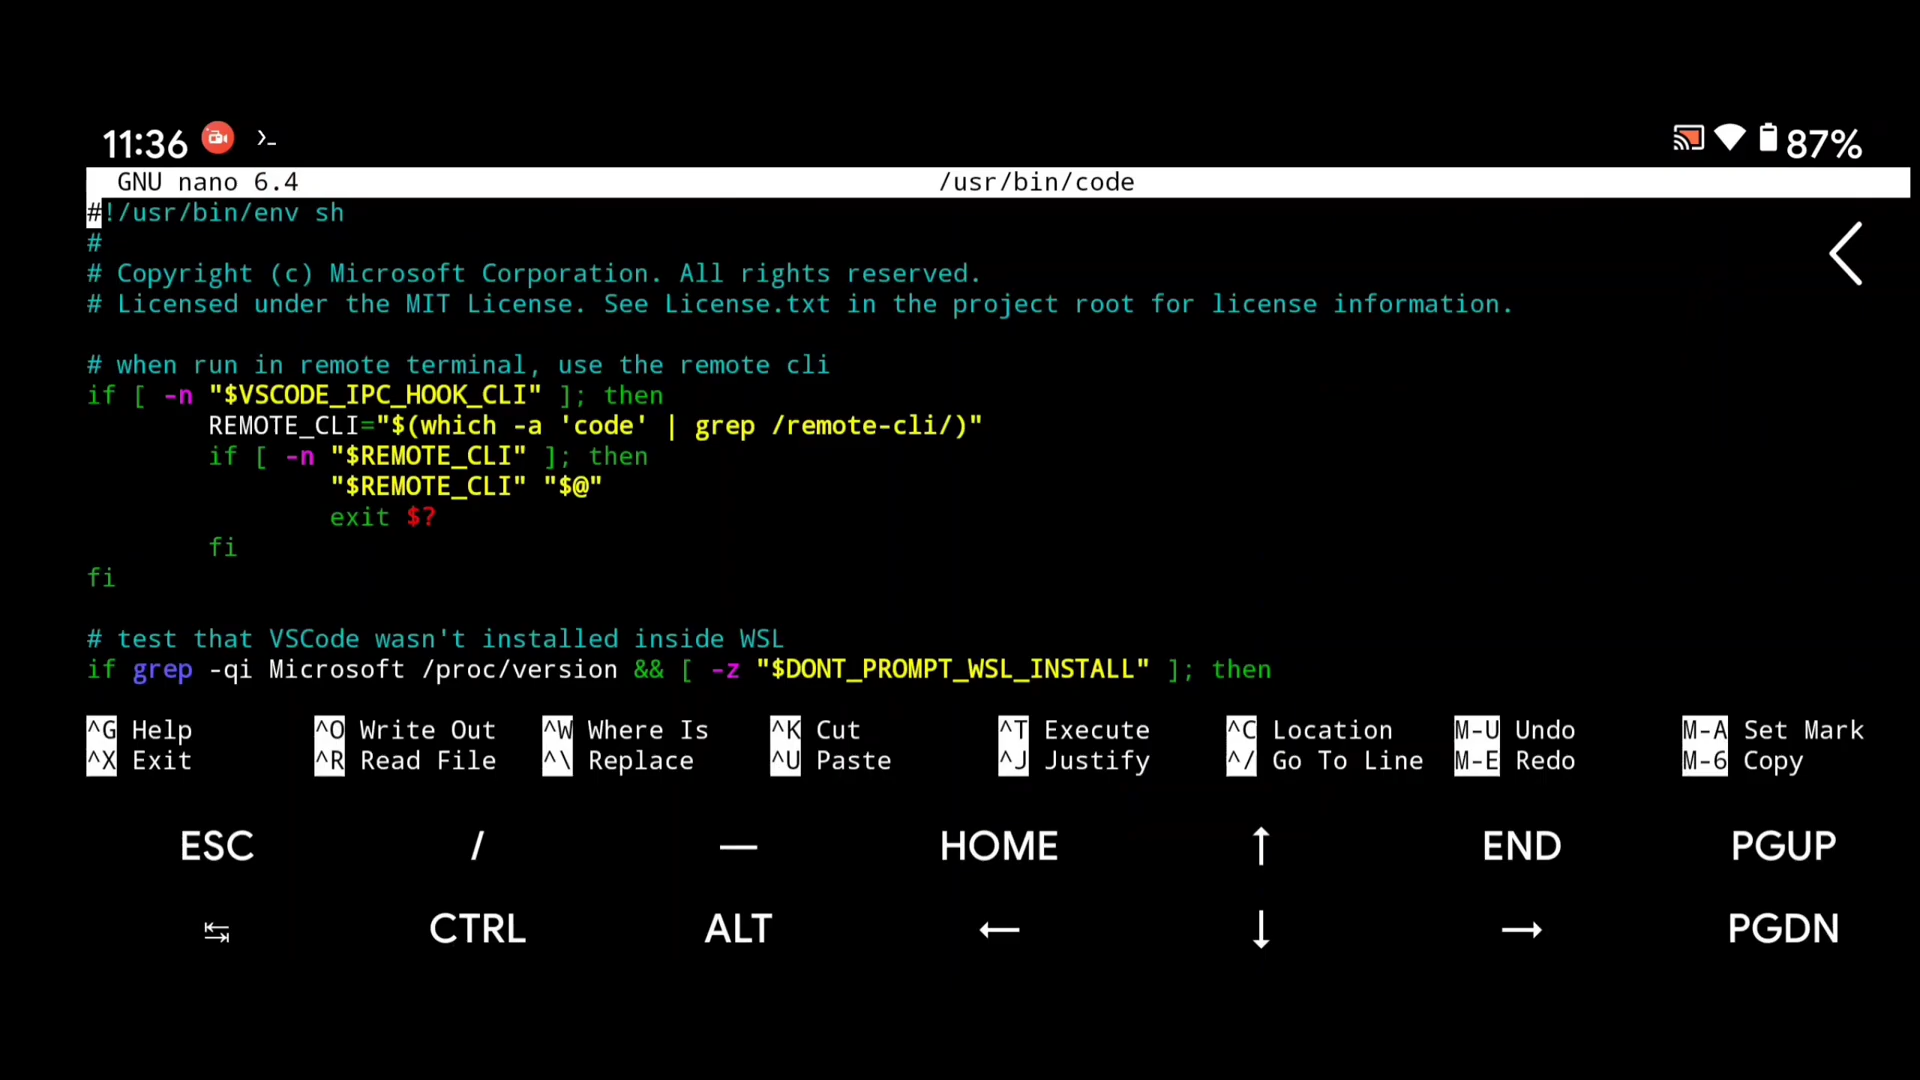 11:36 87%
GNU nano 6.4 /usr/bin/code
#!/usr/bin/env sh
#
# Copyright (c) Microsoft Corporation. All rights reserved.
# Licensed under the MIT License. See License.txt in the project root for license information.
# when run in remote terminal, use the remote cli
if [ -n "$VSCODE_IPC_HOOK_CLI" ]; then
REMOTE_CLI="$(which -a 'code' | grep /remote-cli/)"
if [ -n "$REMOTE_CLI" ]; then
"$REMOTE_CLI" "$@"
exit $?
fi
fi
# test that VSCode wasn't installed inside WSL
if grep -qi Microsoft /proc/version && [ -z "$DONT_PROMPT_WSL_INSTALL" ]; then
^G Help ^O Write Out ^W Where Is ^K Cut ^T Execute ^C Location M-U Undo M-A Set Mark
^X Exit ^R Read File ^\ Replace ^U Paste ^J Justify ^/ Go To Line M-E Redo M-6 Copy
ESC / — HOME ↑ END PGUP
↹ CTRL ALT ← ↓ → PGDN